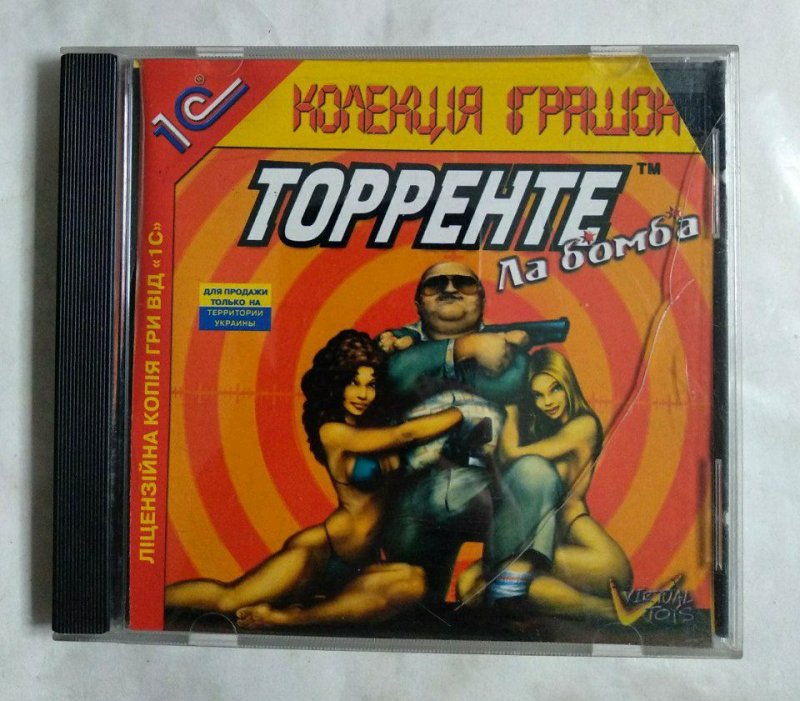 1С®
КОЛЕКЦІЯ ІГРАШОК
ТОРРЕНТЕ™
Ла бомба
ДЛЯ ПРОДАЖИ
ТОЛЬКО НА
ТЕРРИТОРИИ
УКРАИНЫ
ЛІЦЕНЗІЙНА КОПІЯ ГРИ ВІД «1С»
VIRTUAL
TOYS